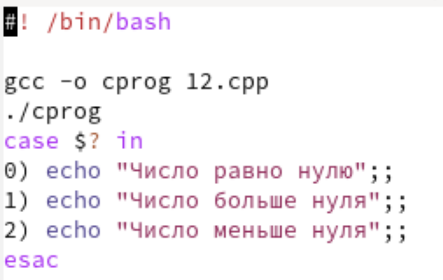 #! /bin/bash
gcc -o cprog 12.cpp
./cprog
case $? in
0) echo "Число равно нулю";;
1) echo "Число больше нуля";;
2) echo "Число меньше нуля";;
esac